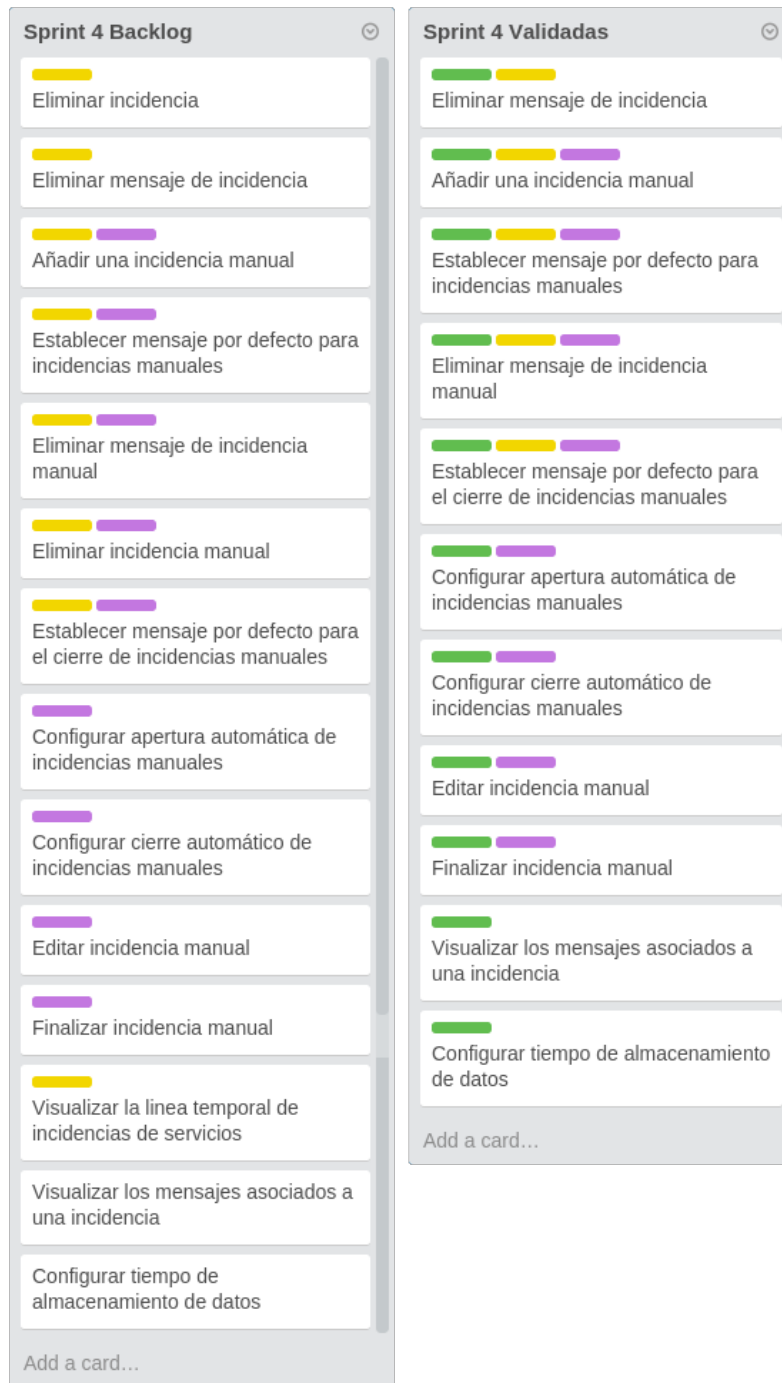 Sprint 4 Backlog
Eliminar incidencia
Eliminar mensaje de incidencia
Añadir una incidencia manual
Establecer mensaje por defecto para
incidencias manuales
Eliminar mensaje de incidencia
manual
Eliminar incidencia manual
Establecer mensaje por defecto para
el cierre de incidencias manuales
Configurar apertura automática de
incidencias manuales
Configurar cierre automático de
incidencias manuales
Editar incidencia manual
Finalizar incidencia manual
Visualizar la linea temporal de
incidencias de servicios
Visualizar los mensajes asociados a
una incidencia
Configurar tiempo de
almacenamiento de datos
Add a card…
Sprint 4 Validadas
Eliminar mensaje de incidencia
Añadir una incidencia manual
Establecer mensaje por defecto para
incidencias manuales
Eliminar mensaje de incidencia
manual
Establecer mensaje por defecto para
el cierre de incidencias manuales
Configurar apertura automática de
incidencias manuales
Configurar cierre automático de
incidencias manuales
Editar incidencia manual
Finalizar incidencia manual
Visualizar los mensajes asociados a
una incidencia
Configurar tiempo de almacenamiento
de datos
Add a card…